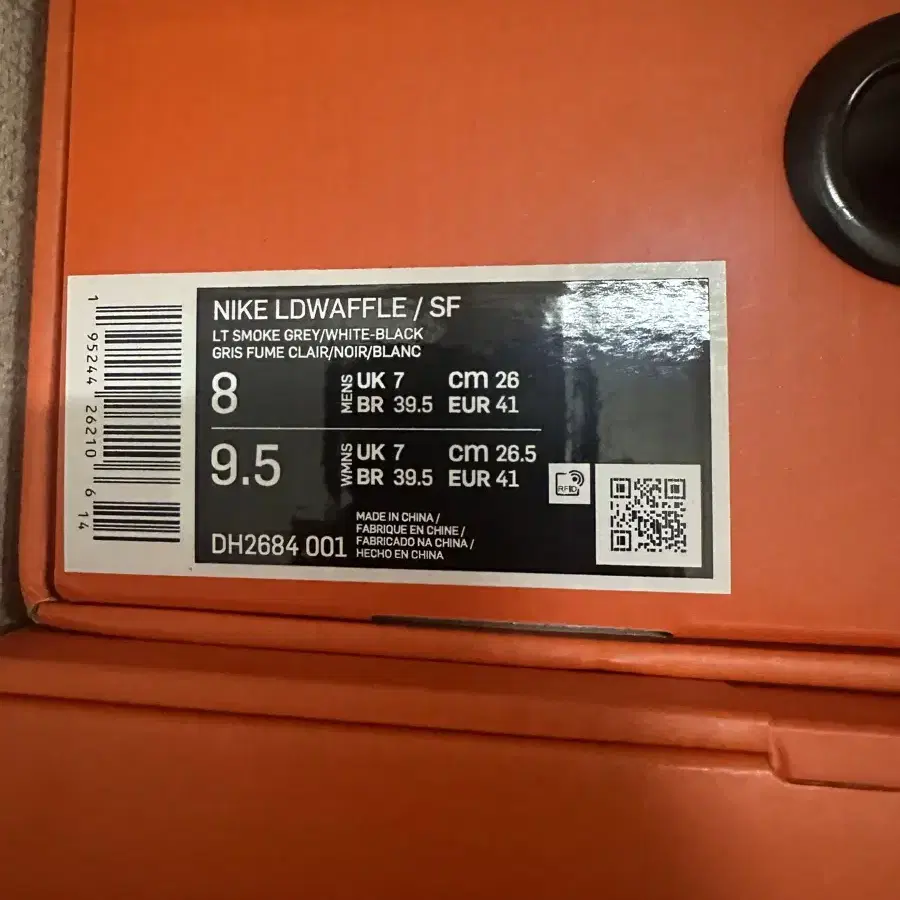 NIKE LDWAFFLE / SF
LT SMOKE GREY/WHITE-BLACK
GRIS FUME CLAIR/NOIR/BLANC
8 MENS UK 7 cm 26
BR 39.5 EUR 41
9.5 WMNS UK 7 cm 26.5
BR 39.5 EUR 41
RFID
DH2684 001
MADE IN CHINA /
FABRIQUE EN CHINE /
FABRICADO NA CHINA /
HECHO EN CHINA
1 95244 26210 6 14